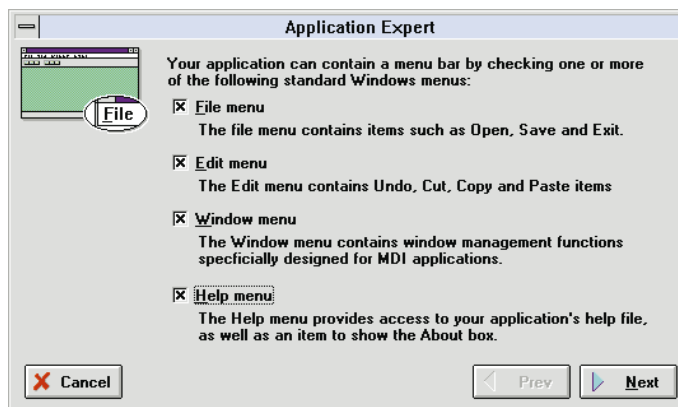 Application Expert
Your application can contain a menu bar by checking one or more
of the following standard Windows menus:
File
File menu
The file menu contains items such as Open, Save and Exit.
Edit menu
The Edit menu contains Undo, Cut, Copy and Paste items
Window menu
The Window menu contains window management functions
specficially designed for MDI applications.
Help menu
The Help menu provides access to your application's help file,
as well as an item to show the About box.
Cancel
Prev
Next